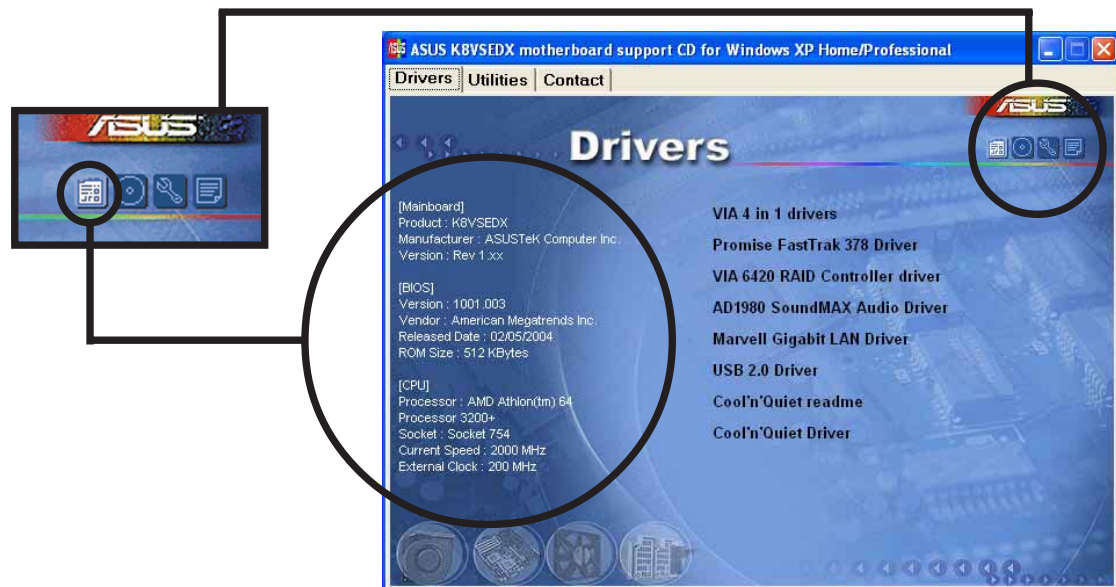 ASUS K8VSEDX motherboard support CD for Windows XP Home/Professional
Drivers Utilities Contact
ASUS
ASUS
Drivers
[Mainboard]
Product : K8VSEDX
Manufacturer : ASUSTeK Computer Inc.
Version : Rev 1.xx
[BIOS]
Version : 1001.003
Vendor : American Megatrends Inc.
Released Date : 02/05/2004
ROM Size : 512 KBytes
[CPU]
Processor : AMD Athlon(tm) 64
Processor 3200+
Socket : Socket 754
Current Speed : 2000 MHz
External Clock : 200 MHz
VIA 4 in 1 drivers
Promise FastTrak 378 Driver
VIA 6420 RAID Controller driver
AD1980 SoundMAX Audio Driver
Marvell Gigabit LAN Driver
USB 2.0 Driver
Cool'n'Quiet readme
Cool'n'Quiet Driver